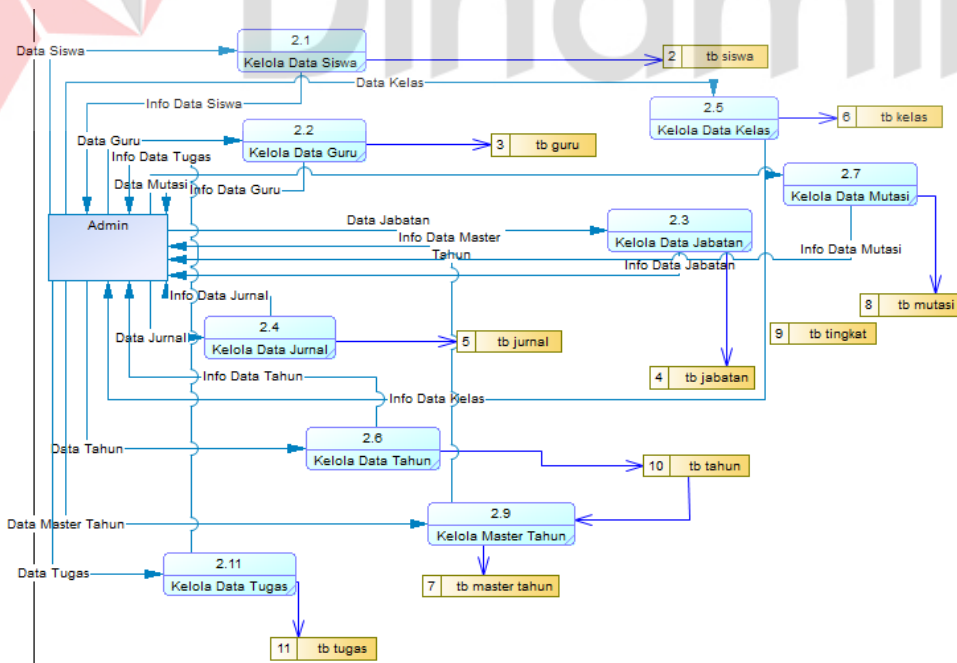 Dinami
2.1
Data Siswa
Kelola Data Siswa
2 tb siswa
Data Kelas
Info Data Siswa
2.5
Kelola Data Kelas
6 tb kelas
2.2
Data Guru
Kelola Data Guru
3 tb guru
Info Data Tugas
Data Mutasi
Info Data Guru
2.7
Kelola Data Mutasi
Admin
Data Jabatan
2.3
Kelola Data Jabatan
Info Data Master
Tahun
Info Data Mutasi
Info Data Jabatan
Info Data Jurnal
8 tb mutasi
2.4
Data Jurnal
Kelola Data Jurnal
5 tb jurnal
9 tb tingkat
Info Data Tahun
4 tb jabatan
Info Data Kelas
2.6
Data Tahun
Kelola Data Tahun
10 tb tahun
2.9
Data Master Tahun
Kelola Master Tahun
2.11
Data Tugas
Kelola Data Tugas
7 tb master tahun
11 tb tugas